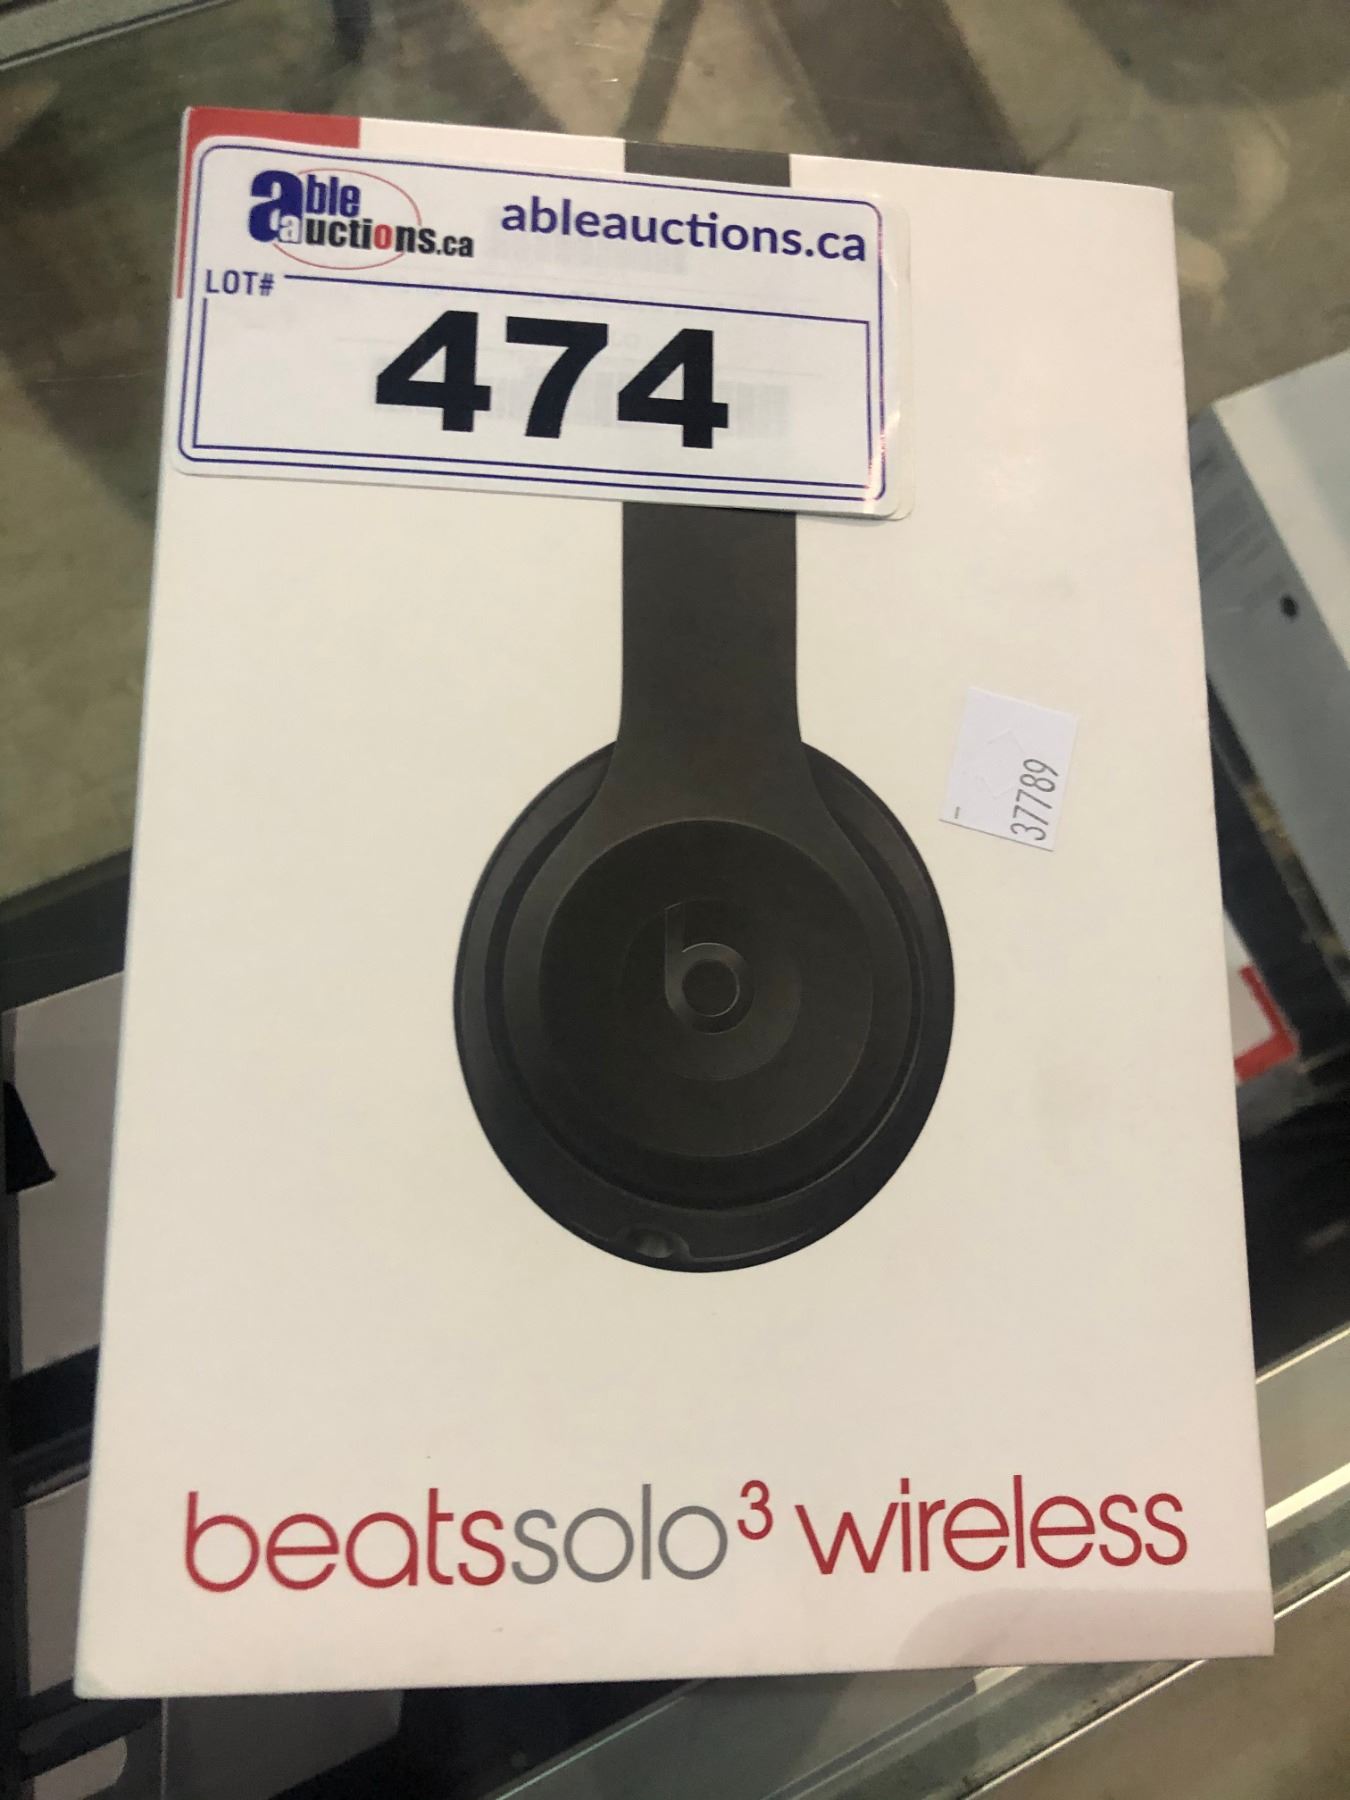 able
auctions.ca
ableauctions.ca
LOT#
474
37789
b
beatssolo³ wireless